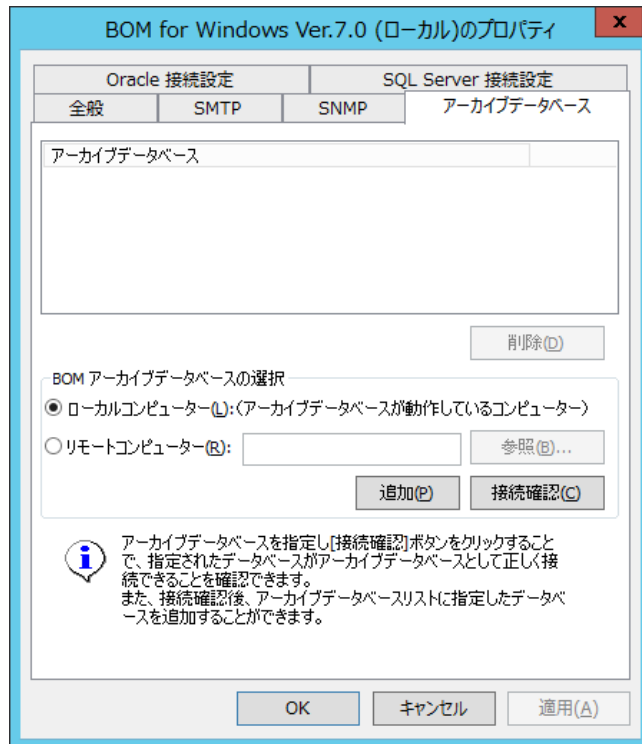 BOM for Windows Ver.7.0 (ローカル)のプロパティ
x
Oracle 接続設定
SQL Server 接続設定
全般
SMTP
SNMP
アーカイブデータベース
アーカイブデータベース
削除(D)
BOM アーカイブデータベースの選択
ローカルコンピューター(L):(アーカイブデータベースが動作しているコンピューター)
リモートコンピューター(R):
参照(B)...
追加(P)
接続確認(C)
アーカイブデータベースを指定し[接続確認]ボタンをクリックすること
で、指定されたデータベースがアーカイブデータベースとして正しく接
続できることを確認できます。
また、接続確認後、アーカイブデータベースリストに指定したデータベ
ースを追加することができます。
OK
キャンセル
適用(A)